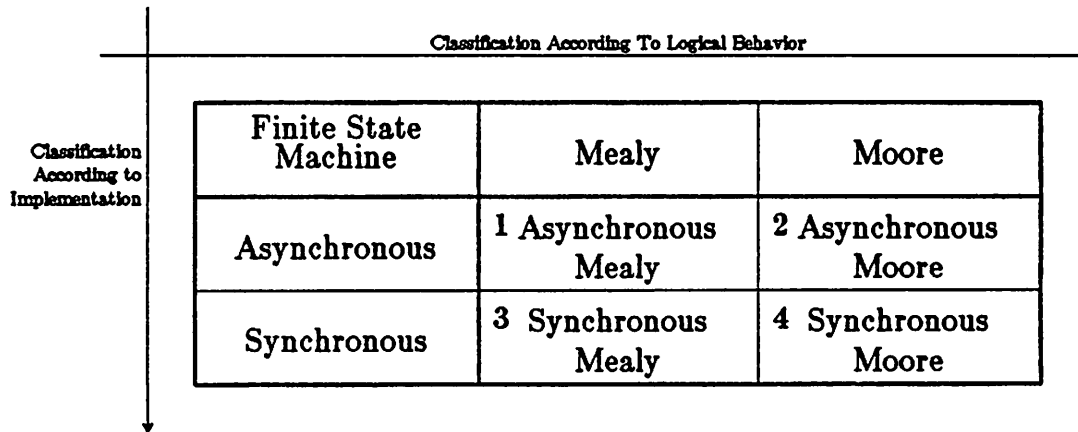 Classification According To Logical Behavior
Classification
According to
Implementation
Finite State
Machine
Mealy
Moore
Asynchronous
1 Asynchronous
Mealy
2 Asynchronous
Moore
Synchronous
3 Synchronous
Mealy
4 Synchronous
Moore